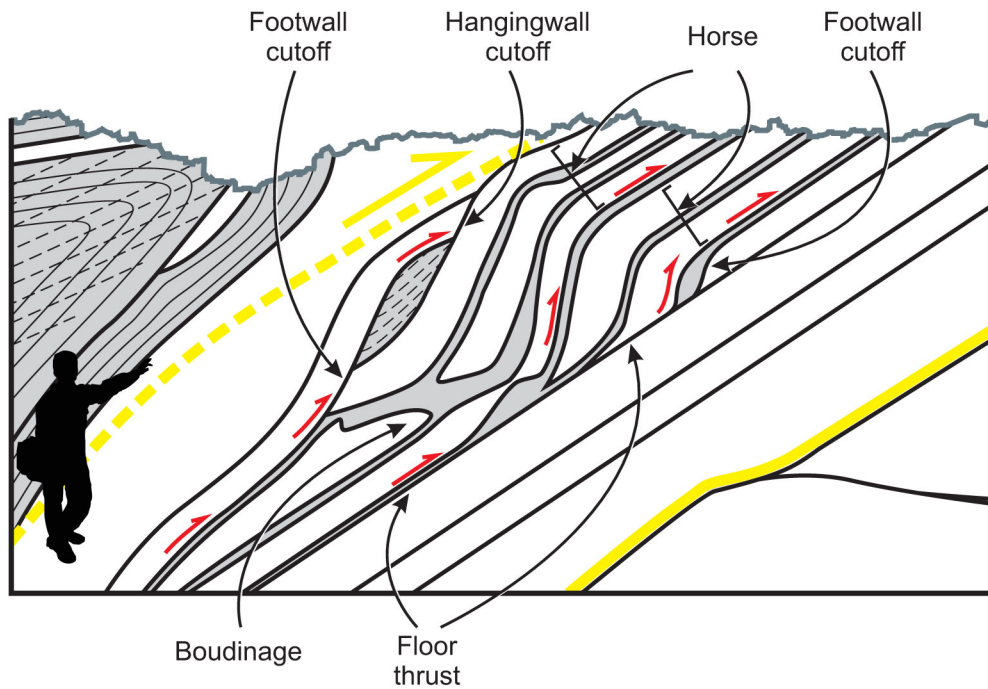 Footwall
cutoff
Hangingwall
cutoff
Horse
Footwall
cutoff
Boudinage
Floor
thrust